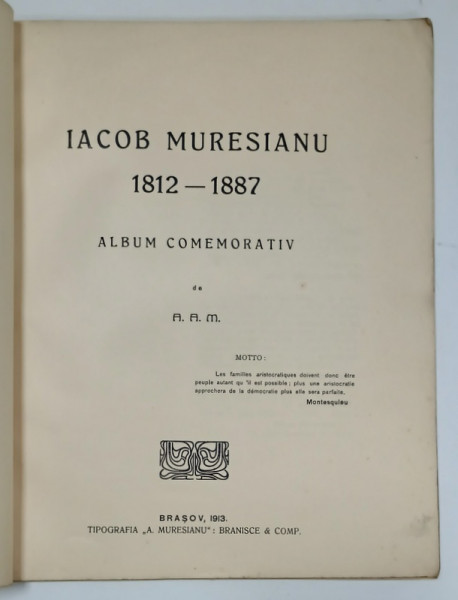 IACOB MURESIANU
1812 — 1887
ALBUM COMEMORATIV
de
A. A. M.
MOTTO:
Les familles aristocratiques doivent donc être
peuple autant qu 'il est possible; plus une aristocratie
approchera de la démocratie plus elle sera parfaite.
Montesquieu
BRAȘOV, 1913.
TIPOGRAFIA „A. MURESIANU“: BRANISCE & COMP.